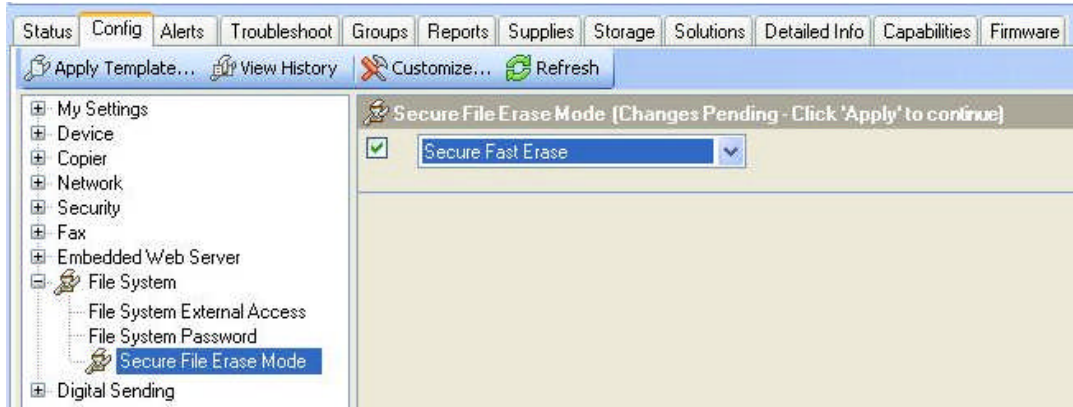 Status Config Alerts Troubleshoot Groups Reports Supplies Storage Solutions Detailed Info Capabilities Firmware
Apply Template... View History Customize... Refresh
My Settings
Device
Copier
Network
Security
Fax
Embedded Web Server
File System
File System External Access
File System Password
Secure File Erase Mode
Digital Sending
Secure File Erase Mode (Changes Pending - Click 'Apply' to continue)
Secure Fast Erase